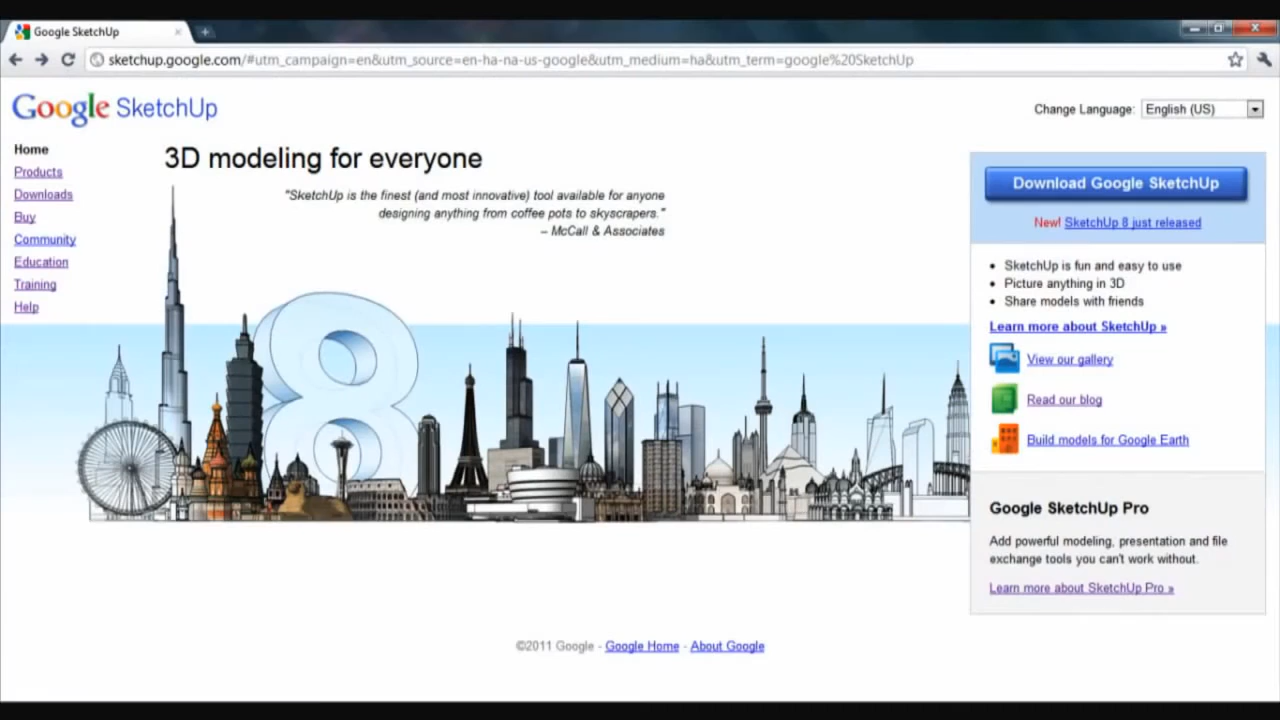 Google SketchUp
sketchup.google.com/#utm_campaign=en&utm_source=en-ha-na-us-google&utm_medium=ha&utm_term=google%20SketchUp
Google SketchUp
Change Language: English (US)
Home
Products
Downloads
Buy
Community
Education
Training
Help
3D modeling for everyone
"SketchUp is the finest (and most innovative) tool available for anyone
designing anything from coffee pots to skyscrapers."
– McCall & Associates
8
Download Google SketchUp
New! SketchUp 8 just released
• SketchUp is fun and easy to use
• Picture anything in 3D
• Share models with friends
Learn more about SketchUp »
View our gallery
Read our blog
Build models for Google Earth
Google SketchUp Pro
Add powerful modeling, presentation and file
exchange tools you can't work without.
Learn more about SketchUp Pro »
©2011 Google - Google Home - About Google